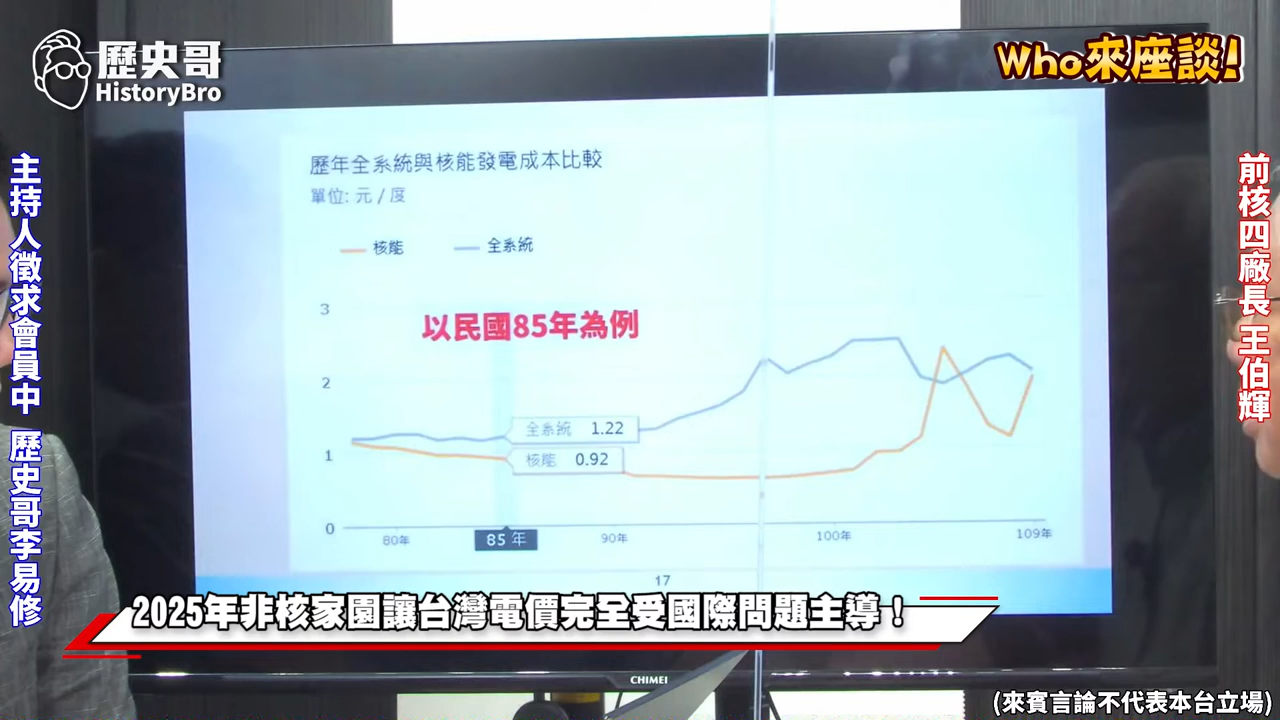 歷史哥
HistoryBro
Who來座談!
主持人徵求會員中 歷史哥李易修
前核四廠長 王伯輝
歷年全系統與核能發電成本比較
單位: 元 / 度
核能
全系統
3
以民國85年為例
2
全系統 1.22
1
核能 0.92
0
80年
85 年
90年
100年
109年
17
2025年非核家園讓台灣電價完全受國際問題主導！
CHIMEI
(來賓言論不代表本台立場)